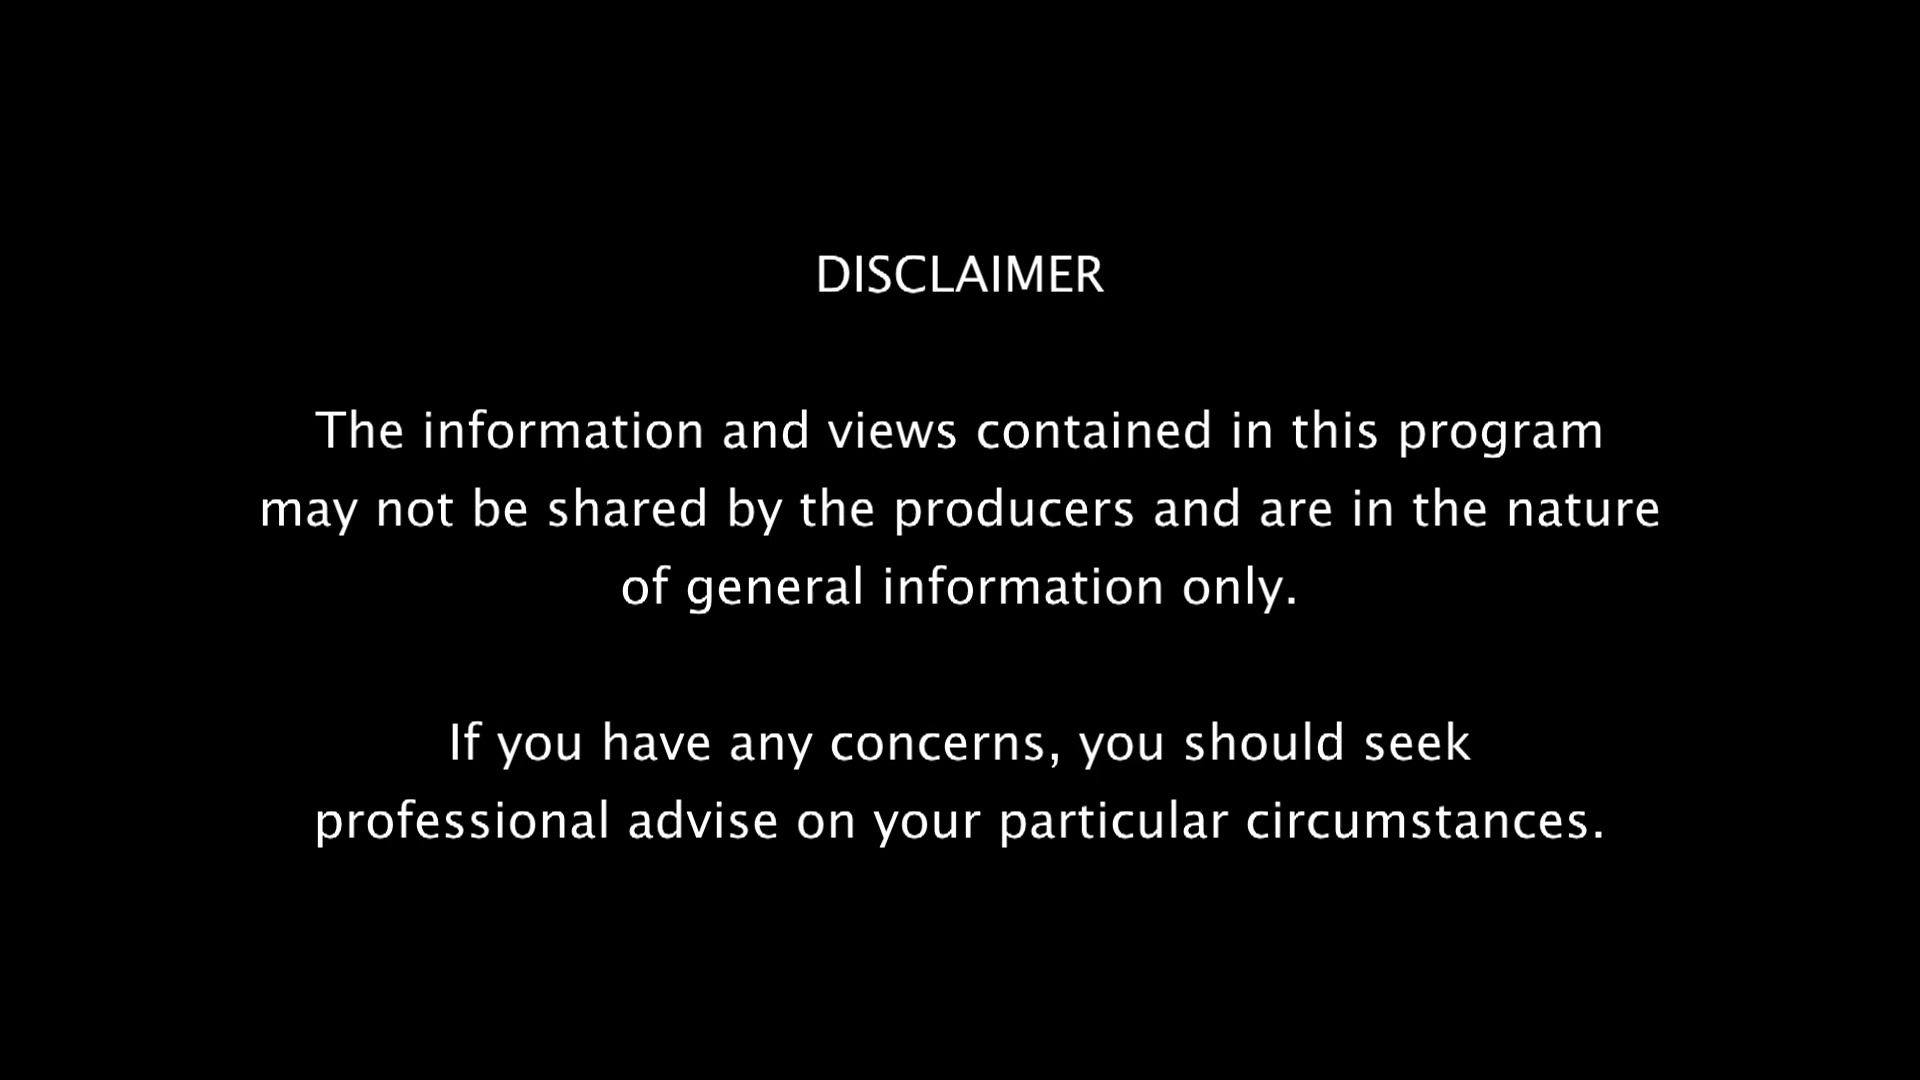 DISCLAIMER
The information and views contained in this program
may not be shared by the producers and are in the nature
of general information only.
If you have any concerns, you should seek
professional advise on your particular circumstances.